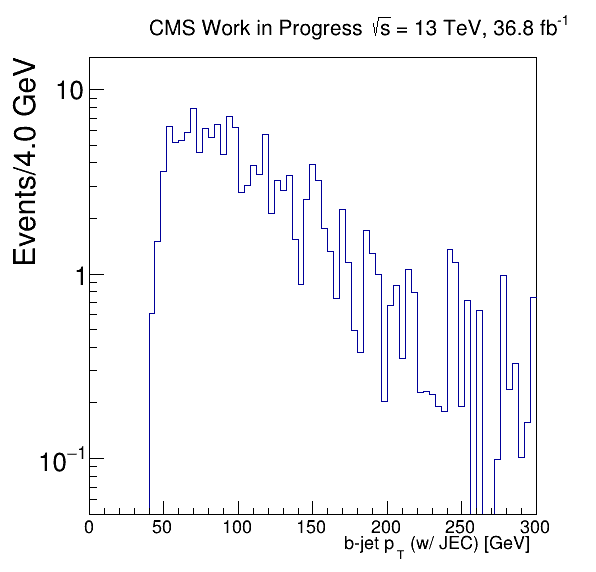 CMS Work in Progress √s = 13 TeV, 36.8 fb⁻¹
Events/4.0 GeV
10
1
10⁻¹
0 50 100 150 200 250 300
b-jet p_T (w/ JEC) [GeV]